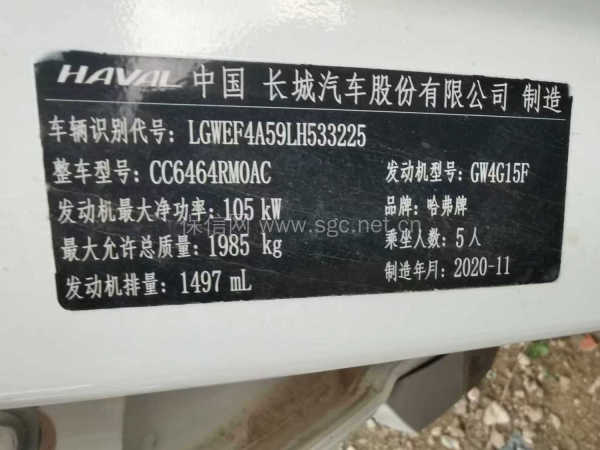 HAVAL 中国 长城汽车股份有限公司 制造
车辆识别代号: LGWEF4A59LH533225
整车型号: CC6464RM0AC 发动机型号: GW4G15F
发动机最大净功率: 105 kW 品牌: 哈弗牌
保信网 www.sgc.net.cn
最大允许总质量: 1985 kg 乘坐人数: 5 人
发动机排量: 1497 mL 制造年月: 2020-11